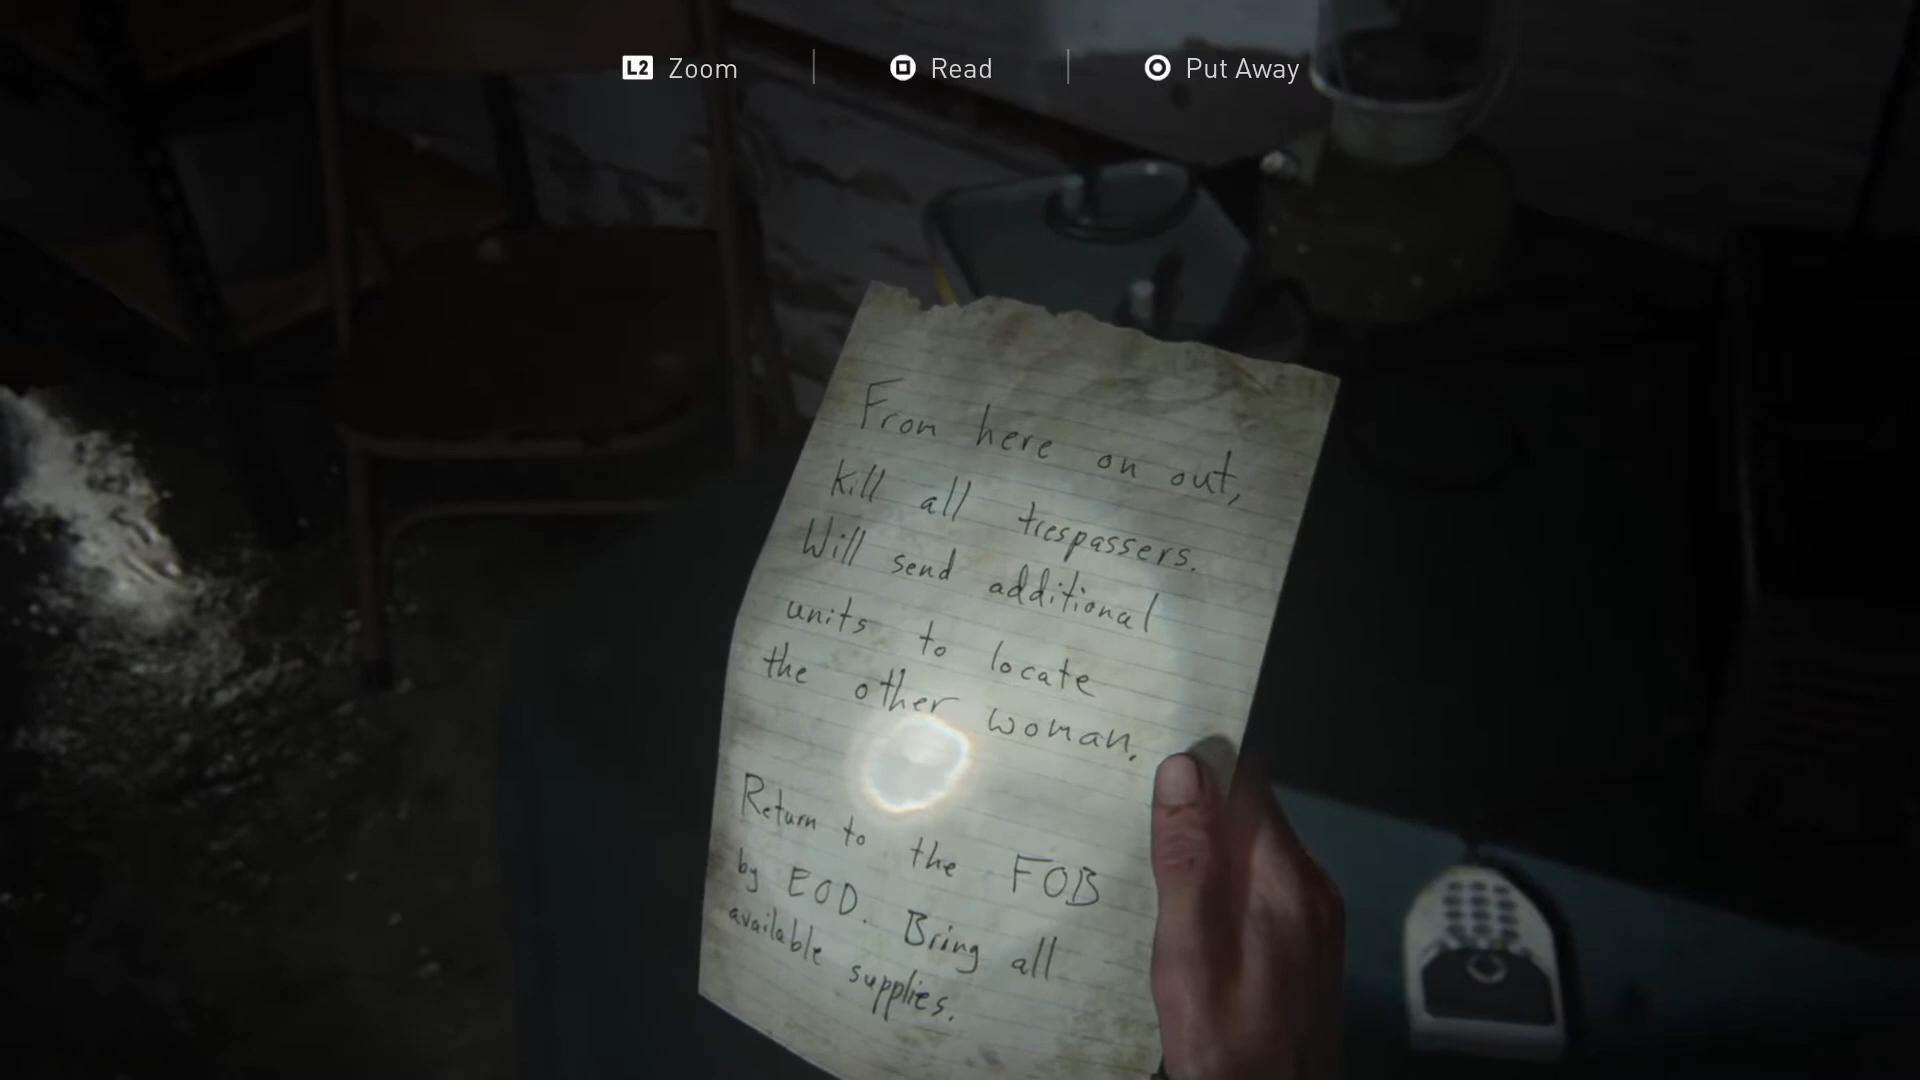 L2 Zoom | Read | Put Away
From here on out,
kill all trespassers.
Will send additional
units to locate
the other woman.
Return to the FOB
by EOD. Bring all
available supplies.